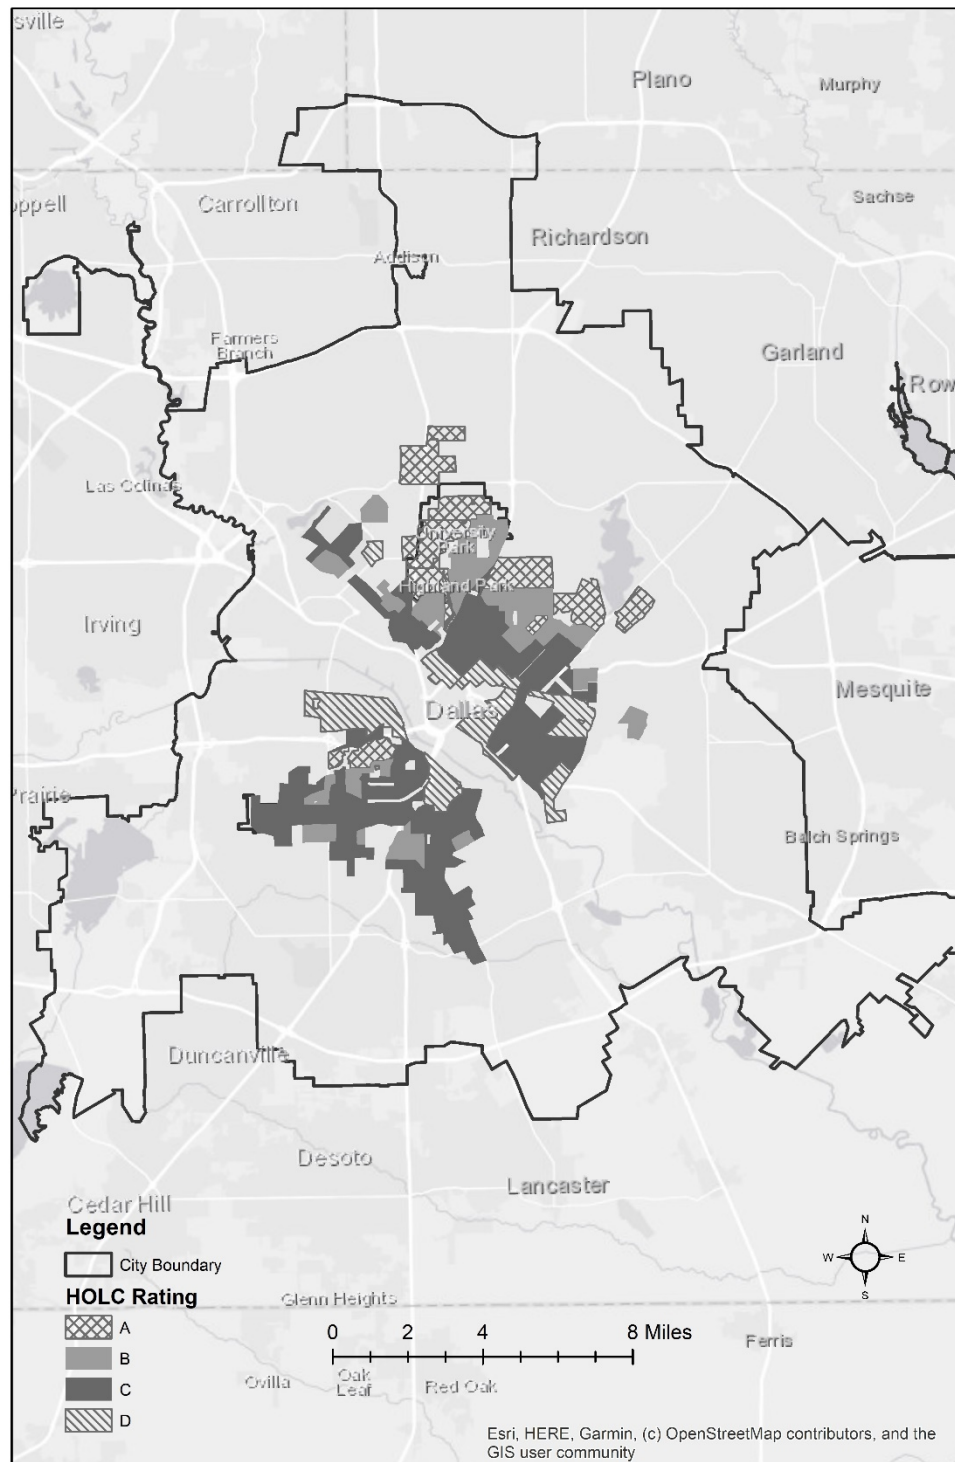 sville
Plano
Murphy
Sachse
oppell
Carrollton
Richardson
Addison
Farmers
Branch
Garland
Row
Las Colinas
University
Park
Highland Park
Irving
Mesquite
Dallas
Prairie
Balch Springs
Duncanville
Desoto
Lancaster
Cedar Hill
Legend
City Boundary
HOLC Rating
A
B
C
D
Glenn Heights
N
W
E
S
0 2 4 8 Miles
Ferris
Ovilla
Oak
Leaf
Red Oak
Esri, HERE, Garmin, (c) OpenStreetMap contributors, and the
GIS user community